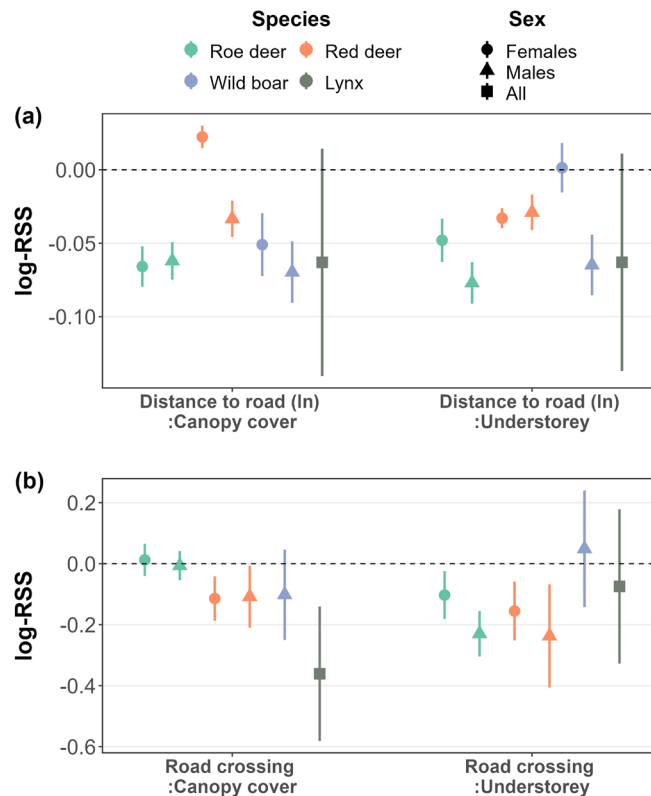 Species
Sex
Roe deer
Red deer
Females
Wild boar
Lynx
Males
All
(a)
0.00
-0.05
-0.10
log-RSS
Distance to road (ln)
:Canopy cover
Distance to road (ln)
:Understorey
(b)
0.2
0.0
-0.2
-0.4
-0.6
log-RSS
Road crossing
:Canopy cover
Road crossing
:Understorey